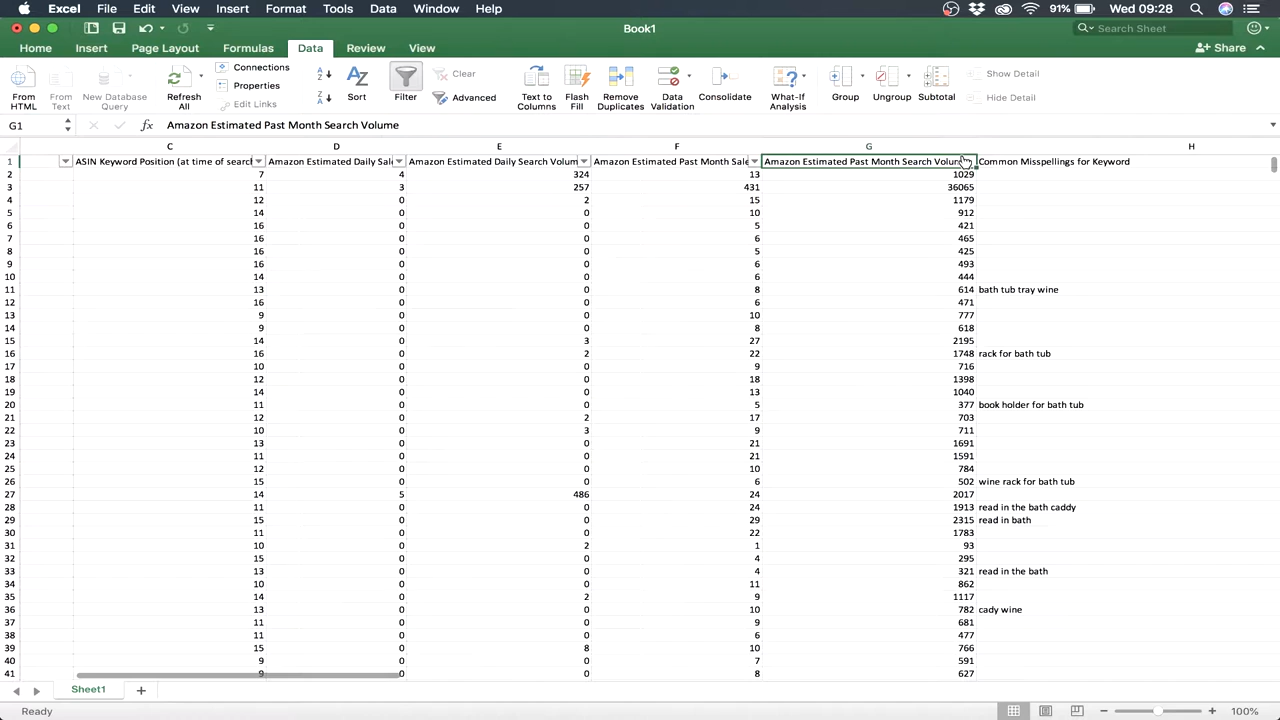 Excel File Edit View Insert Format Tools Data Window Help 91% Wed 09:28
Book1 Search Sheet
Home Insert Page Layout Formulas Data Review View Share
From HTML From Text New Database Query Refresh All Connections Properties Edit Links Sort Filter Clear Advanced Text to Columns Flash Fill Remove Duplicates Data Validation Consolidate What-If Analysis Group Ungroup Subtotal Show Detail Hide Detail
G1 fx Amazon Estimated Past Month Search Volume
C D E F G H
1 ASIN Keyword Position (at time of search Amazon Estimated Daily Sal Amazon Estimated Daily Search Volum Amazon Estimated Past Month Sale Amazon Estimated Past Month Search Volum Common Misspellings for Keyword
2 7 4 324 13 1029
3 11 3 257 431 36065
4 12 0 2 15 1179
5 14 0 0 10 912
6 16 0 0 5 421
7 16 0 0 6 465
8 16 0 0 5 425
9 16 0 0 6 493
10 14 0 0 6 444
11 13 0 0 8 614 bath tub tray wine
12 16 0 0 6 471
13 9 0 0 10 777
14 9 0 0 8 618
15 14 0 3 27 2195
16 16 0 2 22 1748 rack for bath tub
17 10 0 0 9 716
18 12 0 0 18 1398
19 14 0 0 13 1040
20 11 0 0 5 377 book holder for bath tub
21 12 0 2 17 703
22 10 0 3 9 711
23 13 0 0 21 1691
24 11 0 0 21 1591
25 12 0 0 10 784
26 15 0 0 6 502 wine rack for bath tub
27 14 5 486 24 2017
28 11 0 0 24 1913 read in the bath caddy
29 15 0 0 29 2315 read in bath
30 11 0 0 22 1783
31 10 0 2 1 93
32 15 0 0 4 295
33 13 0 0 4 321 read in the bath
34 10 0 0 11 862
35 14 0 2 9 1117
36 13 0 0 10 782 cady wine
37 11 0 0 9 681
38 11 0 0 6 477
39 15 0 8 10 766
40 9 0 0 7 591
41 9 0 0 8 627
Sheet1
Ready 100%